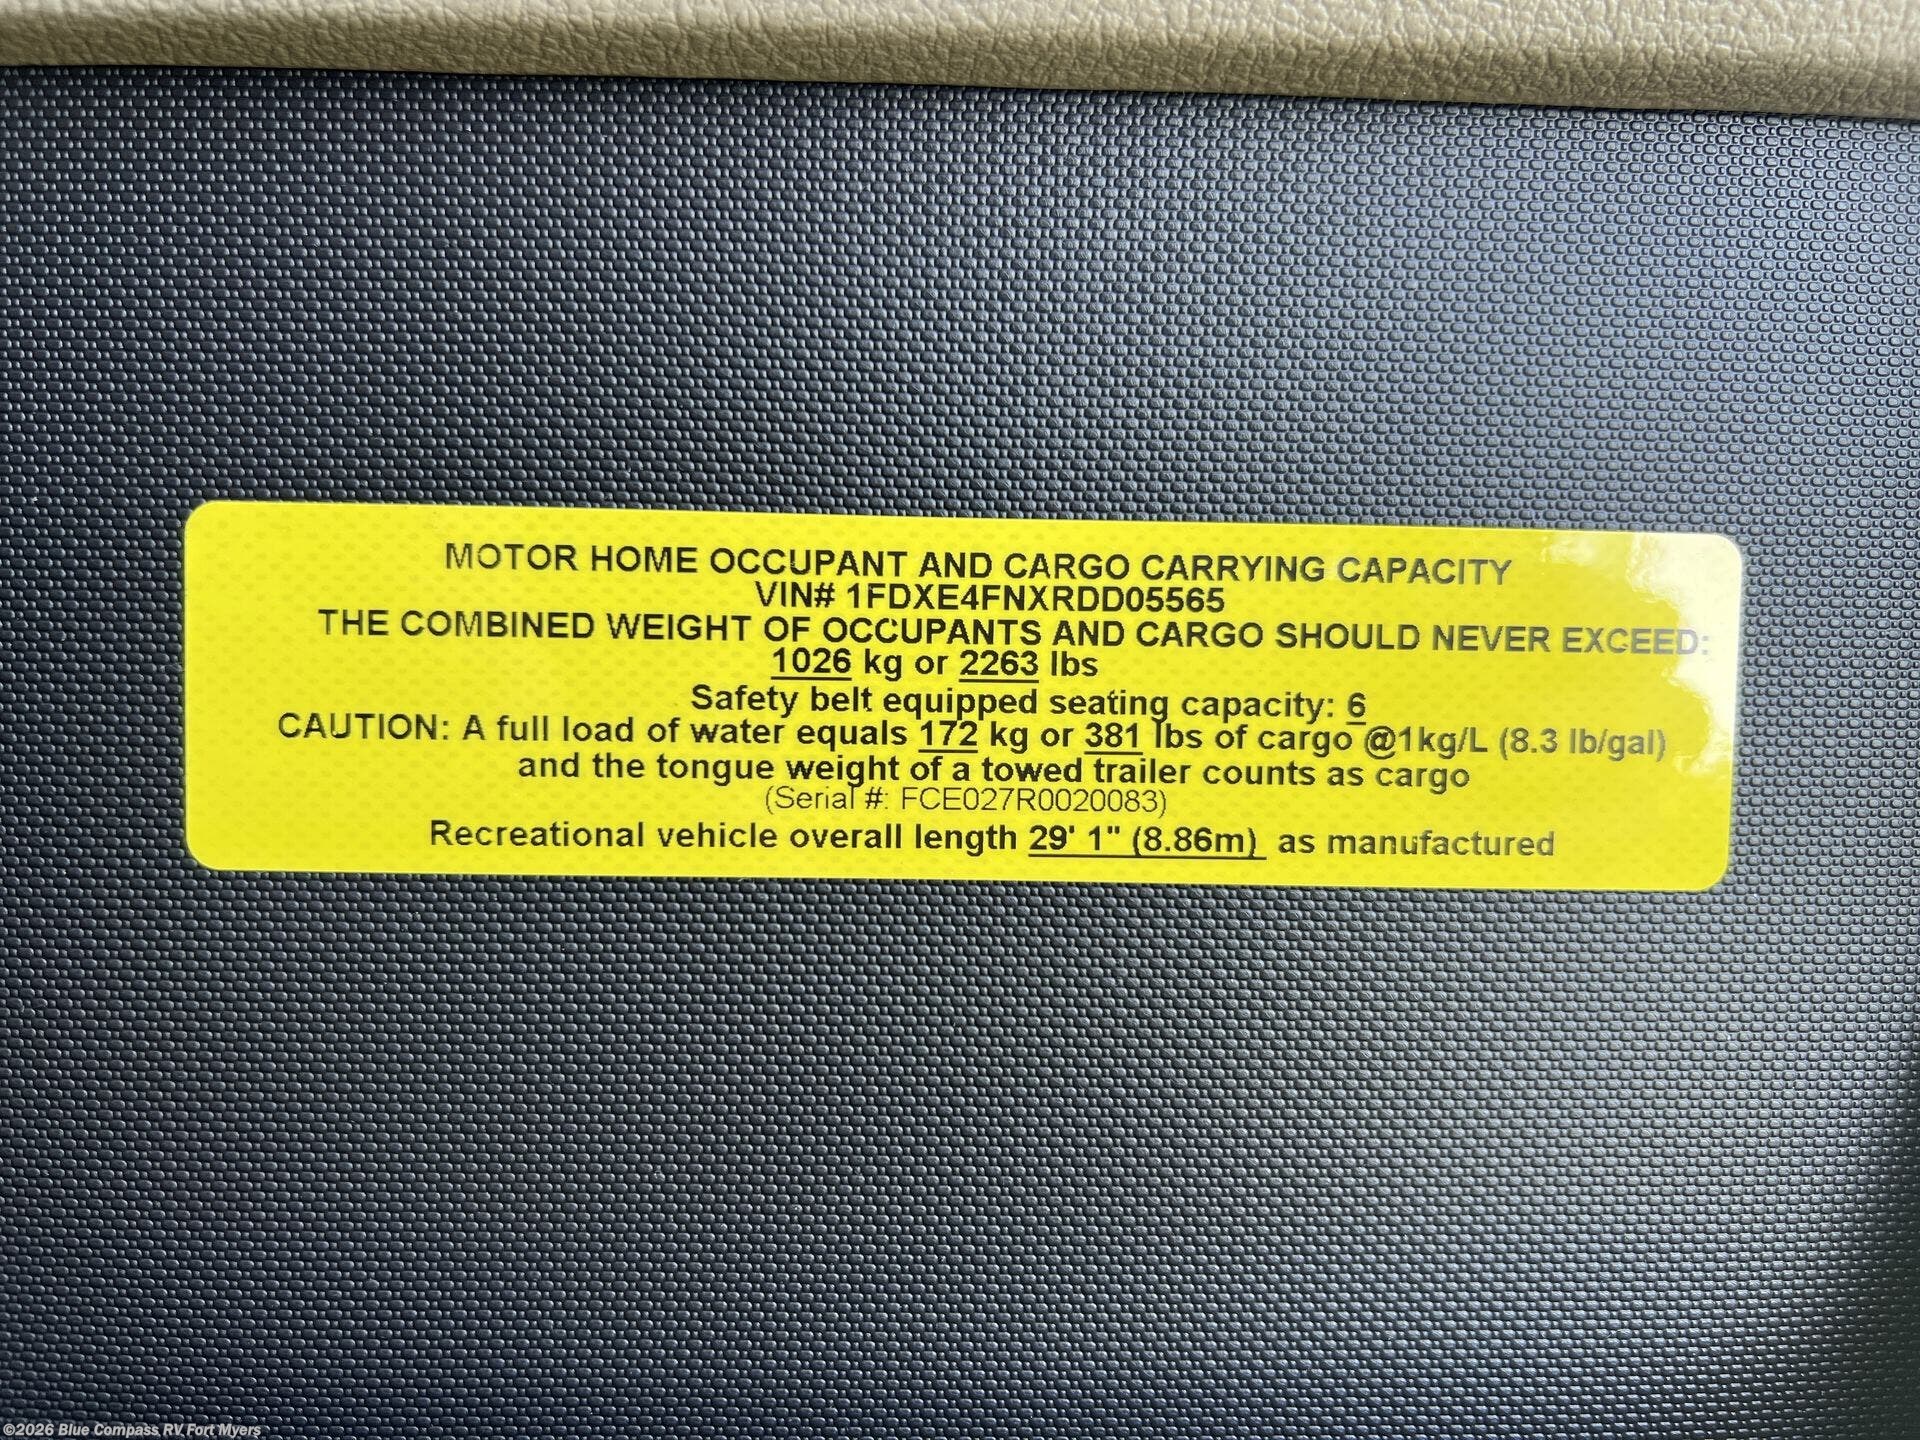 MOTOR HOME OCCUPANT AND CARGO CARRYING CAPACITY
VIN# 1FDXE4FNXRDD05565
THE COMBINED WEIGHT OF OCCUPANTS AND CARGO SHOULD NEVER EXCEED:
1026 kg or 2263 lbs
Safety belt equipped seating capacity: 6
CAUTION: A full load of water equals 172 kg or 381 lbs of cargo @1kg/L (8.3 lb/gal)
and the tongue weight of a towed trailer counts as cargo
(Serial #: FCE027R0020083)
Recreational vehicle overall length 29' 1" (8.86m) as manufactured
©2026 Blue Compass RV Fort Myers